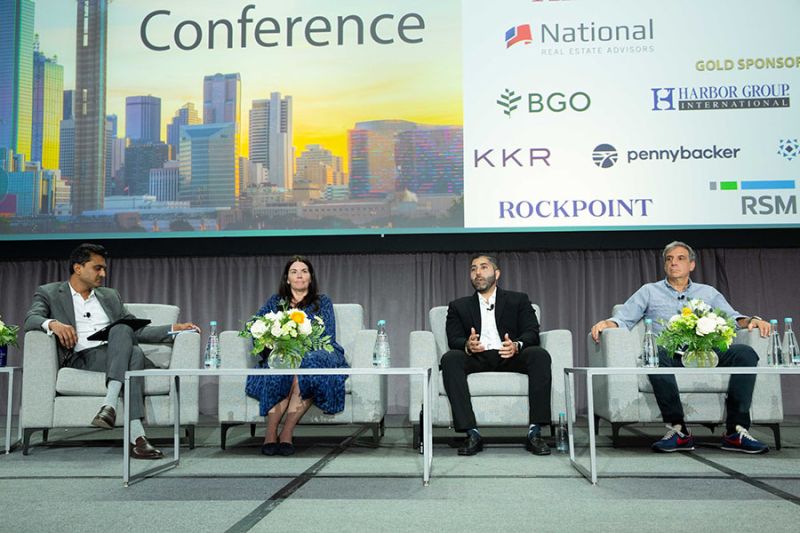 Conference
National
REAL ESTATE ADVISORS
GOLD SPONSOR
BGO
HARBOR GROUP
INTERNATIONAL
KKR
pennybacker
ROCKPOINT
RSM